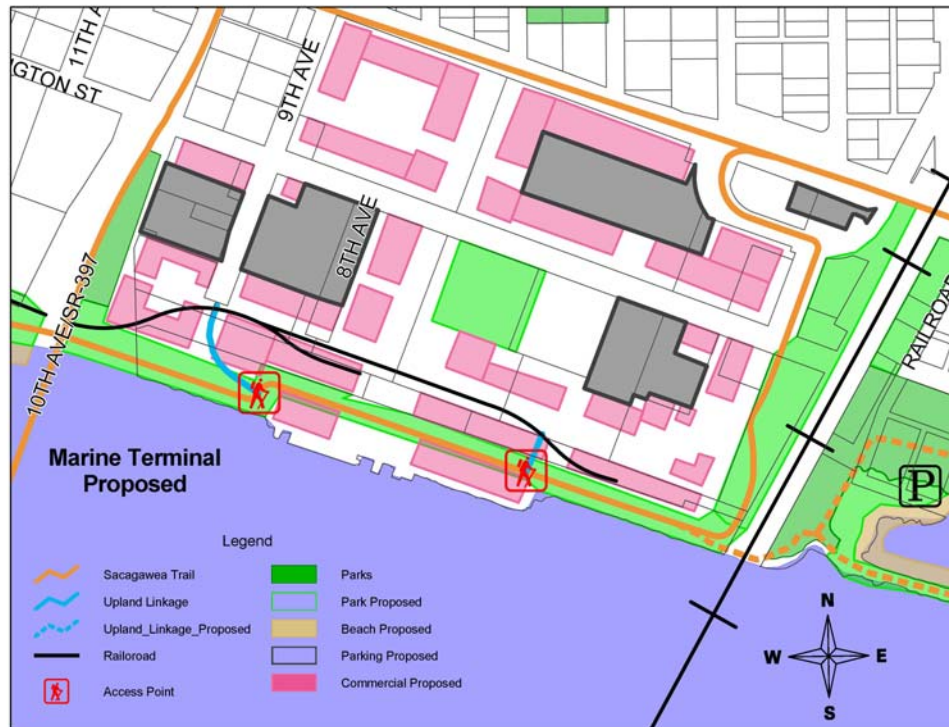 11TH A
NGTON ST
9TH AVE
8TH AVE
10TH AVE/SR-397
RAILROAD
P
Marine Terminal
Proposed
Legend
Sacagawea Trail
Upland Linkage
Upland_Linkage_Proposed
Railoroad
Access Point
Parks
Park Proposed
Beach Proposed
Parking Proposed
Commercial Proposed
N
W
E
S